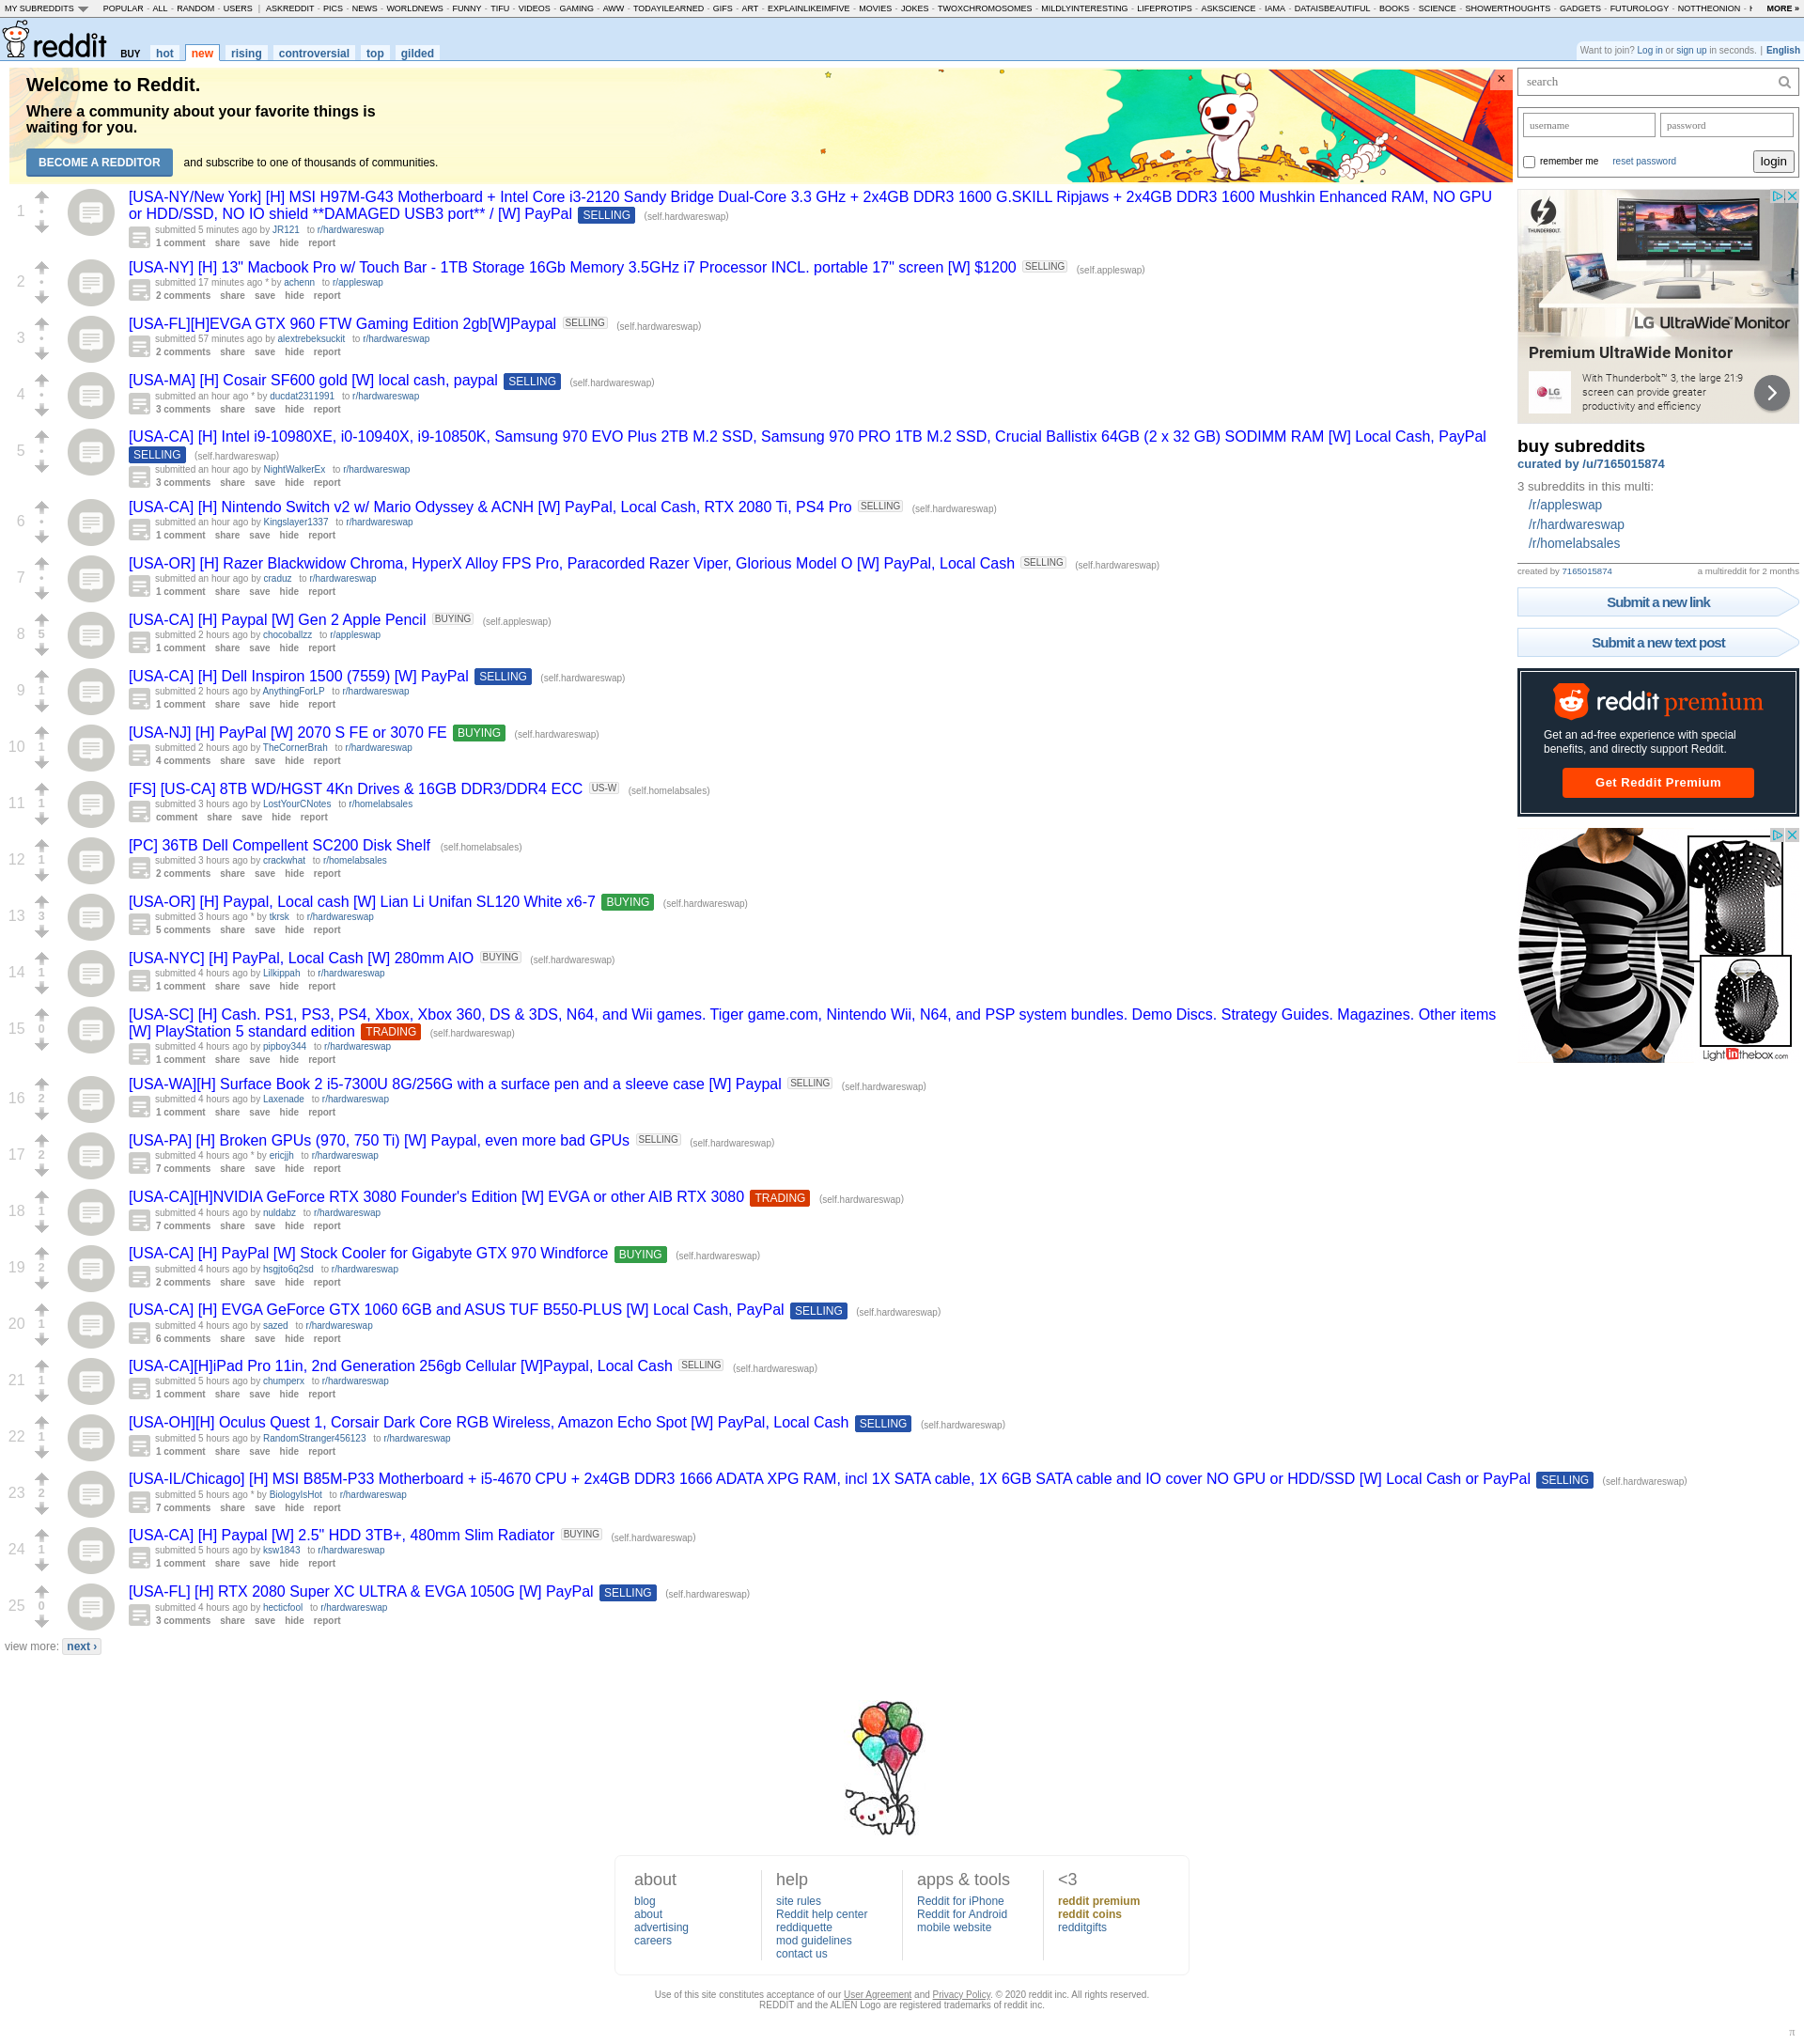 MY SUBREDDITS POPULAR - ALL - RANDOM - USERS | ASKREDDIT - PICS - NEWS - WORLDNEWS - FUNNY - TIFU - VIDEOS - GAMING - AWW - TODAYILEARNED - GIFS - ART - EXPLAINLIKEIMFIVE - MOVIES - JOKES - TWOXCHROMOSOMES - MILDLYINTERESTING - LIFEPROTIPS - ASKSCIENCE - IAMA - DATAISBEAUTIFUL - BOOKS - SCIENCE - SHOWERTHOUGHTS - GADGETS - FUTUROLOGY - NOTTHEONION - MORE »
reddit BUY hot new rising controversial top gilded
Want to join? Log in or sign up in seconds. | English
Welcome to Reddit.
Where a community about your favorite things is
waiting for you.
BECOME A REDDITOR and subscribe to one of thousands of communities.
1
[USA-NY/New York] [H] MSI H97M-G43 Motherboard + Intel Core i3-2120 Sandy Bridge Dual-Core 3.3 GHz + 2x4GB DDR3 1600 G.SKILL Ripjaws + 2x4GB DDR3 1600 Mushkin Enhanced RAM, NO GPU
or HDD/SSD, NO IO shield **DAMAGED USB3 port** / [W] PayPal SELLING (self.hardwareswap)
submitted 5 minutes ago by JR121 to r/hardwareswap
1 comment share save hide report
2
[USA-NY] [H] 13" Macbook Pro w/ Touch Bar - 1TB Storage 16Gb Memory 3.5GHz i7 Processor INCL. portable 17" screen [W] $1200 SELLING (self.appleswap)
submitted 17 minutes ago * by achenn to r/appleswap
2 comments share save hide report
3
[USA-FL][H]EVGA GTX 960 FTW Gaming Edition 2gb[W]Paypal SELLING (self.hardwareswap)
submitted 57 minutes ago by alextrebeksuckit to r/hardwareswap
2 comments share save hide report
4
[USA-MA] [H] Cosair SF600 gold [W] local cash, paypal SELLING (self.hardwareswap)
submitted an hour ago * by ducdat2311991 to r/hardwareswap
3 comments share save hide report
5
[USA-CA] [H] Intel i9-10980XE, i0-10940X, i9-10850K, Samsung 970 EVO Plus 2TB M.2 SSD, Samsung 970 PRO 1TB M.2 SSD, Crucial Ballistix 64GB (2 x 32 GB) SODIMM RAM [W] Local Cash, PayPal
SELLING (self.hardwareswap)
submitted an hour ago by NightWalkerEx to r/hardwareswap
3 comments share save hide report
6
[USA-CA] [H] Nintendo Switch v2 w/ Mario Odyssey & ACNH [W] PayPal, Local Cash, RTX 2080 Ti, PS4 Pro SELLING (self.hardwareswap)
submitted an hour ago by Kingslayer1337 to r/hardwareswap
1 comment share save hide report
7
[USA-OR] [H] Razer Blackwidow Chroma, HyperX Alloy FPS Pro, Paracorded Razer Viper, Glorious Model O [W] PayPal, Local Cash SELLING (self.hardwareswap)
submitted an hour ago by craduz to r/hardwareswap
1 comment share save hide report
8 5
[USA-CA] [H] Paypal [W] Gen 2 Apple Pencil BUYING (self.appleswap)
submitted 2 hours ago by chocoballzz to r/appleswap
1 comment share save hide report
9 1
[USA-CA] [H] Dell Inspiron 1500 (7559) [W] PayPal SELLING (self.hardwareswap)
submitted 2 hours ago by AnythingForLP to r/hardwareswap
1 comment share save hide report
10 1
[USA-NJ] [H] PayPal [W] 2070 S FE or 3070 FE BUYING (self.hardwareswap)
submitted 2 hours ago by TheCornerBrah to r/hardwareswap
4 comments share save hide report
11 1
[FS] [US-CA] 8TB WD/HGST 4Kn Drives & 16GB DDR3/DDR4 ECC US-W (self.homelabsales)
submitted 3 hours ago by LostYourCNotes to r/homelabsales
comment share save hide report
12 1
[PC] 36TB Dell Compellent SC200 Disk Shelf (self.homelabsales)
submitted 3 hours ago by crackwhat to r/homelabsales
2 comments share save hide report
13 3
[USA-OR] [H] Paypal, Local cash [W] Lian Li Unifan SL120 White x6-7 BUYING (self.hardwareswap)
submitted 3 hours ago * by tkrsk to r/hardwareswap
5 comments share save hide report
14 1
[USA-NYC] [H] PayPal, Local Cash [W] 280mm AIO BUYING (self.hardwareswap)
submitted 4 hours ago by Lilkippah to r/hardwareswap
1 comment share save hide report
15 0
[USA-SC] [H] Cash. PS1, PS3, PS4, Xbox, Xbox 360, DS & 3DS, N64, and Wii games. Tiger game.com, Nintendo Wii, N64, and PSP system bundles. Demo Discs. Strategy Guides. Magazines. Other items
[W] PlayStation 5 standard edition TRADING (self.hardwareswap)
submitted 4 hours ago by pipboy344 to r/hardwareswap
1 comment share save hide report
16 2
[USA-WA][H] Surface Book 2 i5-7300U 8G/256G with a surface pen and a sleeve case [W] Paypal SELLING (self.hardwareswap)
submitted 4 hours ago by Laxenade to r/hardwareswap
1 comment share save hide report
17 2
[USA-PA] [H] Broken GPUs (970, 750 Ti) [W] Paypal, even more bad GPUs SELLING (self.hardwareswap)
submitted 4 hours ago * by ericjjh to r/hardwareswap
7 comments share save hide report
18 1
[USA-CA][H]NVIDIA GeForce RTX 3080 Founder's Edition [W] EVGA or other AIB RTX 3080 TRADING (self.hardwareswap)
submitted 4 hours ago by nuldabz to r/hardwareswap
7 comments share save hide report
19 2
[USA-CA] [H] PayPal [W] Stock Cooler for Gigabyte GTX 970 Windforce BUYING (self.hardwareswap)
submitted 4 hours ago by hsgjto6q2sd to r/hardwareswap
2 comments share save hide report
20 1
[USA-CA] [H] EVGA GeForce GTX 1060 6GB and ASUS TUF B550-PLUS [W] Local Cash, PayPal SELLING (self.hardwareswap)
submitted 4 hours ago by sazed to r/hardwareswap
6 comments share save hide report
21 1
[USA-CA][H]iPad Pro 11in, 2nd Generation 256gb Cellular [W]Paypal, Local Cash SELLING (self.hardwareswap)
submitted 5 hours ago by chumperx to r/hardwareswap
1 comment share save hide report
22 1
[USA-OH][H] Oculus Quest 1, Corsair Dark Core RGB Wireless, Amazon Echo Spot [W] PayPal, Local Cash SELLING (self.hardwareswap)
submitted 5 hours ago by RandomStranger456123 to r/hardwareswap
1 comment share save hide report
23 2
[USA-IL/Chicago] [H] MSI B85M-P33 Motherboard + i5-4670 CPU + 2x4GB DDR3 1666 ADATA XPG RAM, incl 1X SATA cable, 1X 6GB SATA cable and IO cover NO GPU or HDD/SSD [W] Local Cash or PayPal SELLING (self.hardwareswap)
submitted 5 hours ago * by BiologyIsHot to r/hardwareswap
7 comments share save hide report
24 1
[USA-CA] [H] Paypal [W] 2.5" HDD 3TB+, 480mm Slim Radiator BUYING (self.hardwareswap)
submitted 5 hours ago by ksw1843 to r/hardwareswap
1 comment share save hide report
25 0
[USA-FL] [H] RTX 2080 Super XC ULTRA & EVGA 1050G [W] PayPal SELLING (self.hardwareswap)
submitted 4 hours ago by hecticfool to r/hardwareswap
3 comments share save hide report
view more: next ›
search
username password
remember me reset password login
THUNDERBOLT.
LG UltraWide™ Monitor
Premium UltraWide Monitor
LG
With Thunderbolt™ 3, the large 21:9
screen can provide greater
productivity and efficiency
buy subreddits
curated by /u/7165015874
3 subreddits in this multi:
/r/appleswap
/r/hardwareswap
/r/homelabsales
created by 7165015874 a multireddit for 2 months
Submit a new link
Submit a new text post
reddit premium
Get an ad-free experience with special
benefits, and directly support Reddit.
Get Reddit Premium
Light in thebox.com
about
blog
about
advertising
careers
help
site rules
Reddit help center
reddiquette
mod guidelines
contact us
apps & tools
Reddit for iPhone
Reddit for Android
mobile website
<3
reddit premium
reddit coins
redditgifts
Use of this site constitutes acceptance of our User Agreement and Privacy Policy. © 2020 reddit inc. All rights reserved.
REDDIT and the ALIEN Logo are registered trademarks of reddit inc.
π